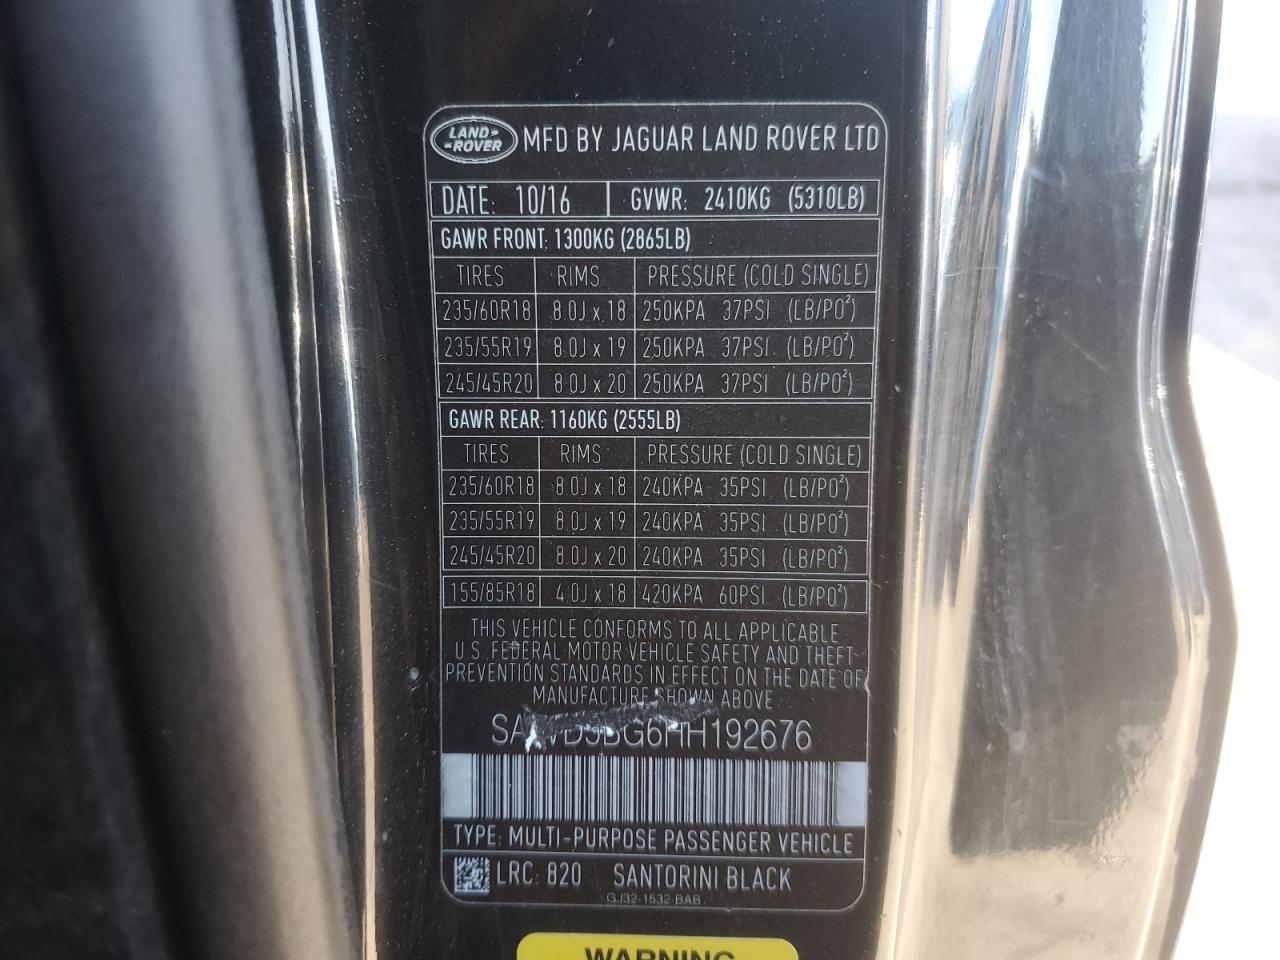 LAND-
-ROVER
MFD BY JAGUAR LAND ROVER LTD
DATE: 10/16 GVWR: 2410KG (5310LB)
GAWR FRONT: 1300KG (2865LB)
TIRES RIMS PRESSURE (COLD SINGLE)
235/60R18 8.0J x 18 250KPA 37PSI (LB/PO²)
235/55R19 8.0J x 19 250KPA 37PSI (LB/PO²)
245/45R20 8.0J x 20 250KPA 37PSI (LB/PO²)
GAWR REAR: 1160KG (2555LB)
TIRES RIMS PRESSURE (COLD SINGLE)
235/60R18 8.0J x 18 240KPA 35PSI (LB/PO²)
235/55R19 8.0J x 19 240KPA 35PSI (LB/PO²)
245/45R20 8.0J x 20 240KPA 35PSI (LB/PO²)
155/85R18 4.0J x 18 420KPA 60PSI (LB/PO²)
THIS VEHICLE CONFORMS TO ALL APPLICABLE
U.S. FEDERAL MOTOR VEHICLE SAFETY AND THEFT
PREVENTION STANDARDS IN EFFECT ON THE DATE OF
MANUFACTURE SHOWN ABOVE
TYPE: MULTI-PURPOSE PASSENGER VEHICLE
LRC: 820 SANTORINI BLACK
GJ32-1532-BAB
WARNING